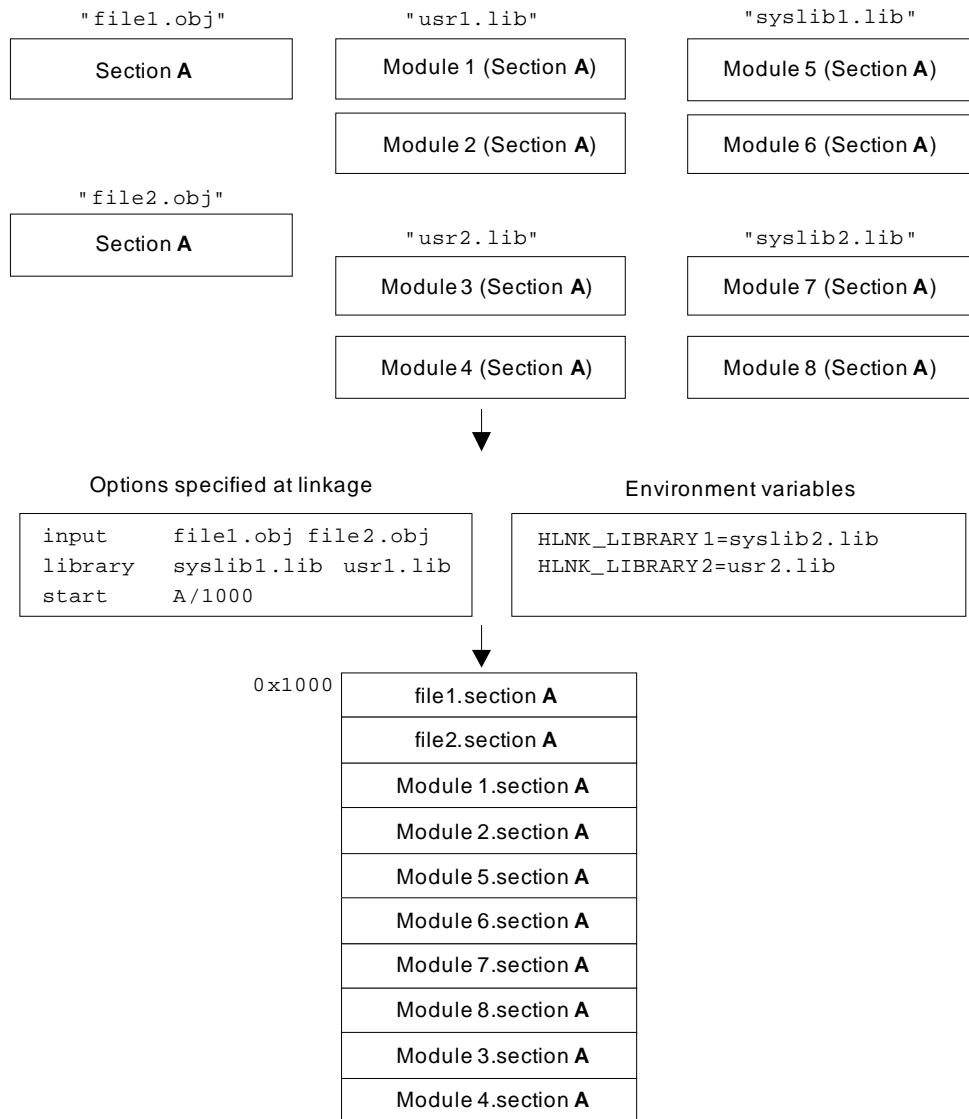 "file1.obj"
"usr1.lib"
"syslib1.lib"
Section A
Module 1 (Section A)
Module 5 (Section A)
Module 2 (Section A)
Module 6 (Section A)
"file2.obj"
Section A
"usr2.lib"
"syslib2.lib"
Module 3 (Section A)
Module 7 (Section A)
Module 4 (Section A)
Module 8 (Section A)
Options specified at linkage
Environment variables
input file1.obj file2.obj
library syslib1.lib usr1.lib
start A/1000
HLNK_LIBRARY1=syslib2.lib
HLNK_LIBRARY2=usr2.lib
0x1000
file1.section A
file2.section A
Module 1.section A
Module 2.section A
Module 5.section A
Module 6.section A
Module 7.section A
Module 8.section A
Module 3.section A
Module 4.section A